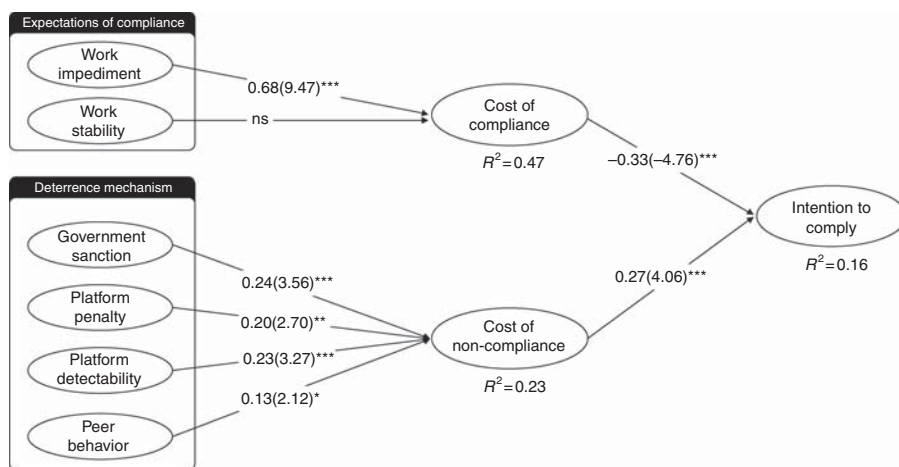 Expectations of compliance
Work
impediment
0.68(9.47)***
Work
stability
ns
Cost of
compliance
R² = 0.47
–0.33(–4.76)***
Deterrence mechanism
Government
sanction
0.24(3.56)***
Platform
penalty
0.20(2.70)**
Platform
detectability
0.23(3.27)***
Peer
behavior
0.13(2.12)*
Cost of
non-compliance
R² = 0.23
0.27(4.06)***
Intention to
comply
R² = 0.16